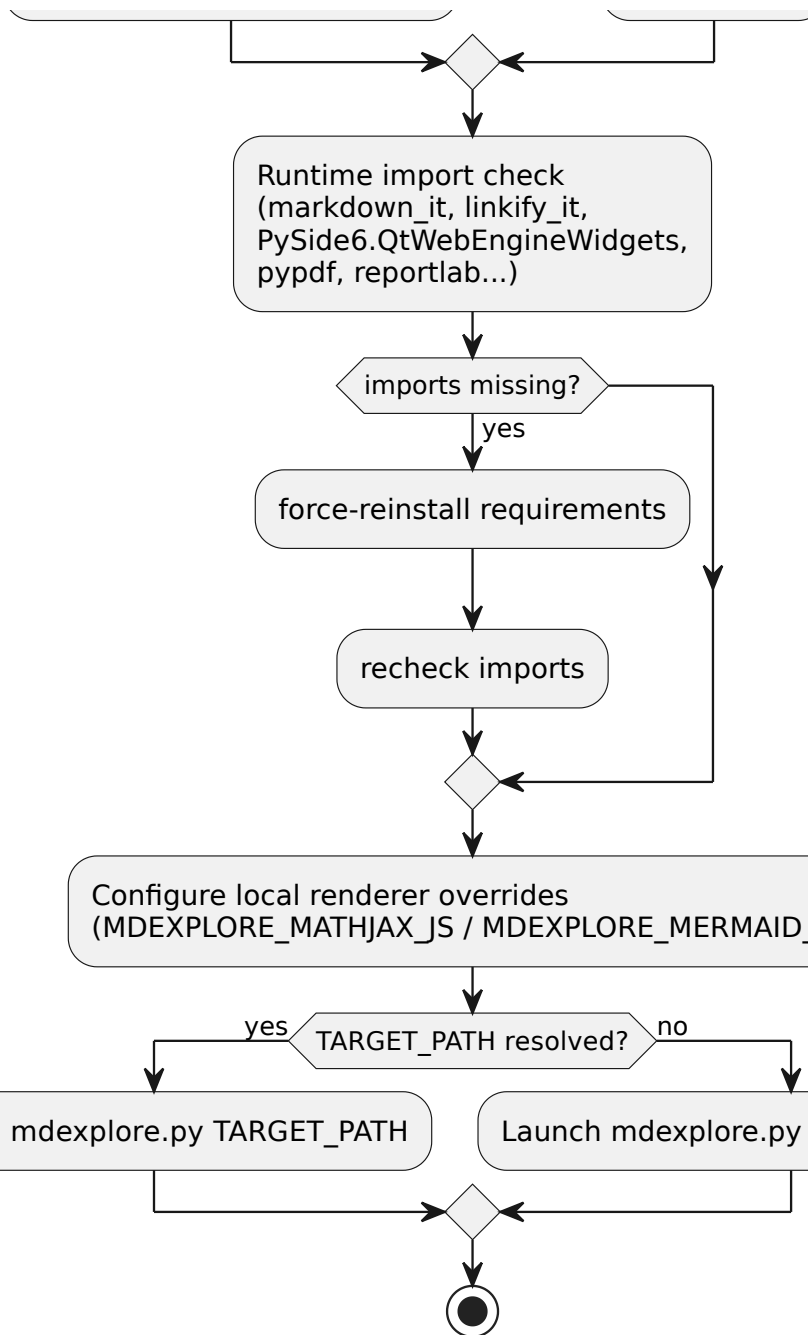 Runtime import check
(markdown_it, linkify_it,
PySide6.QtWebEngineWidgets,
pypdf, reportlab...)
imports missing?
yes
force-reinstall requirements
recheck imports
Configure local renderer overrides
(MDEXPLORE_MATHJAX_JS / MDEXPLORE_MERMAID_
yes
TARGET_PATH resolved?
no
mdexplore.py TARGET_PATH
Launch mdexplore.py